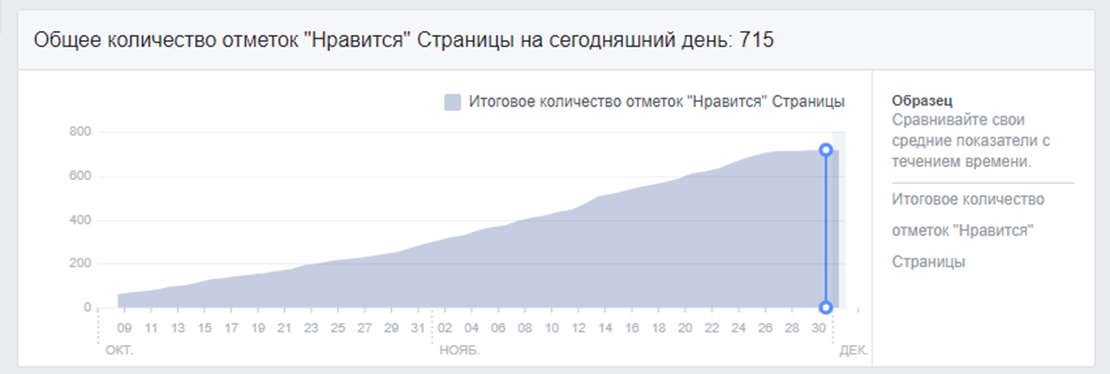 Общее количество отметок "Нравится" Страницы на сегодняшний день: 715
Итоговое количество отметок "Нравится" Страницы
800
600
400
200
0
09 11 13 15 17 19 21 23 25 27 29 31 02 04 06 08 10 12 14 16 18 20 22 24 26 28 30
ОКТ. НОЯБ. ДЕК.
Образец
Сравнивайте свои
средние показатели с
течением времени.
Итоговое количество
отметок "Нравится"
Страницы